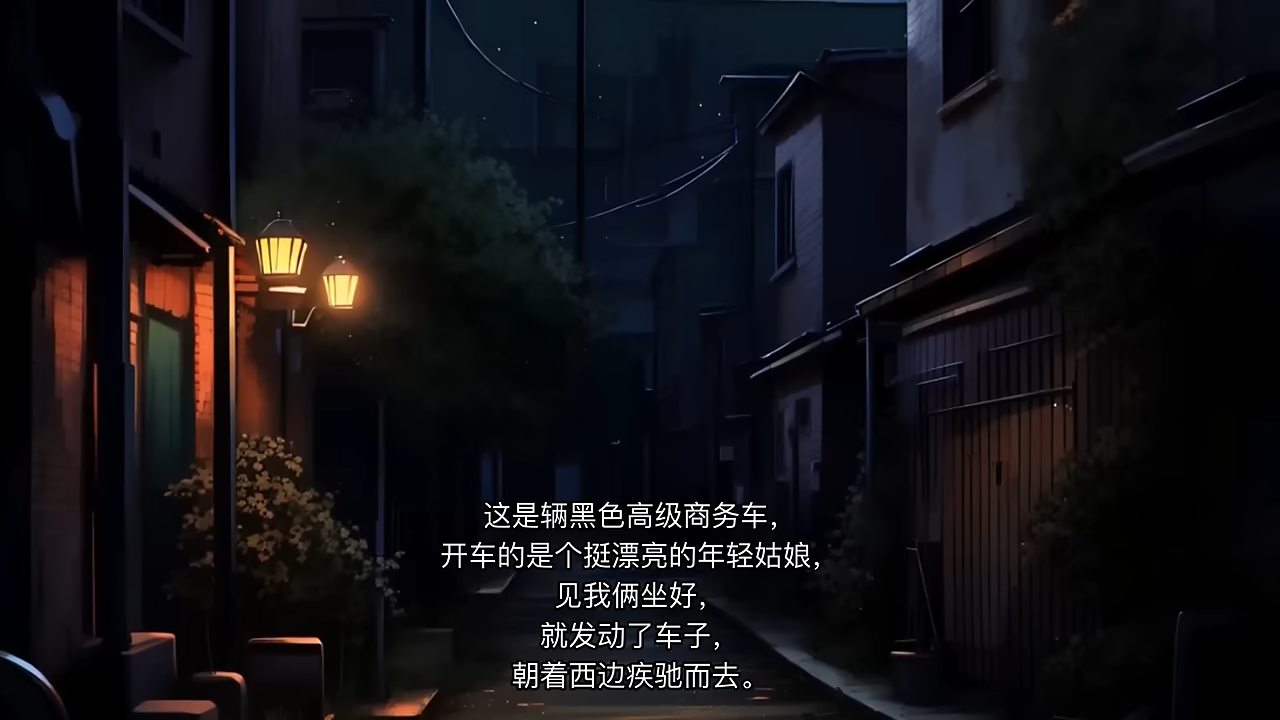 这是辆黑色高级商务车，
开车的是个挺漂亮的年轻姑娘，
见我俩坐好，
就发动了车子，
朝着西边疾驰而去。